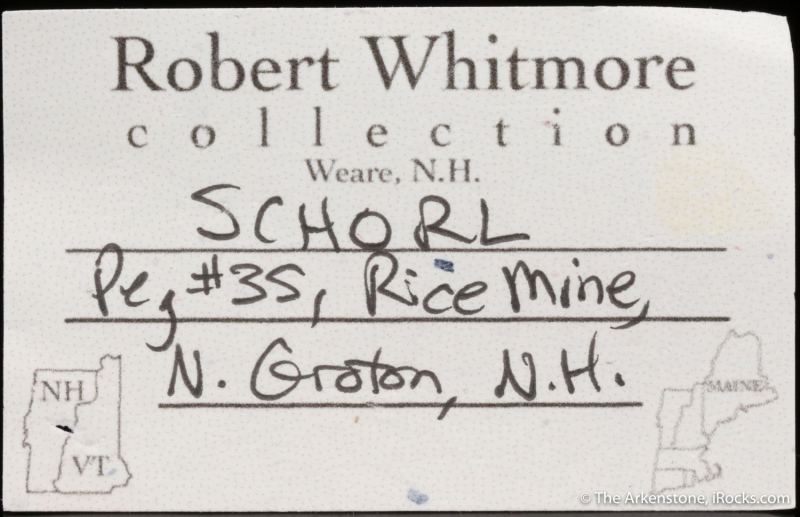 Robert Whitmore
collection
Weare, N.H.
SCHORL
Peg #35, Rice Mine,
N. Groton, N.H.
NH
VT
MAINE
© The Arkenstone, iRocks.com